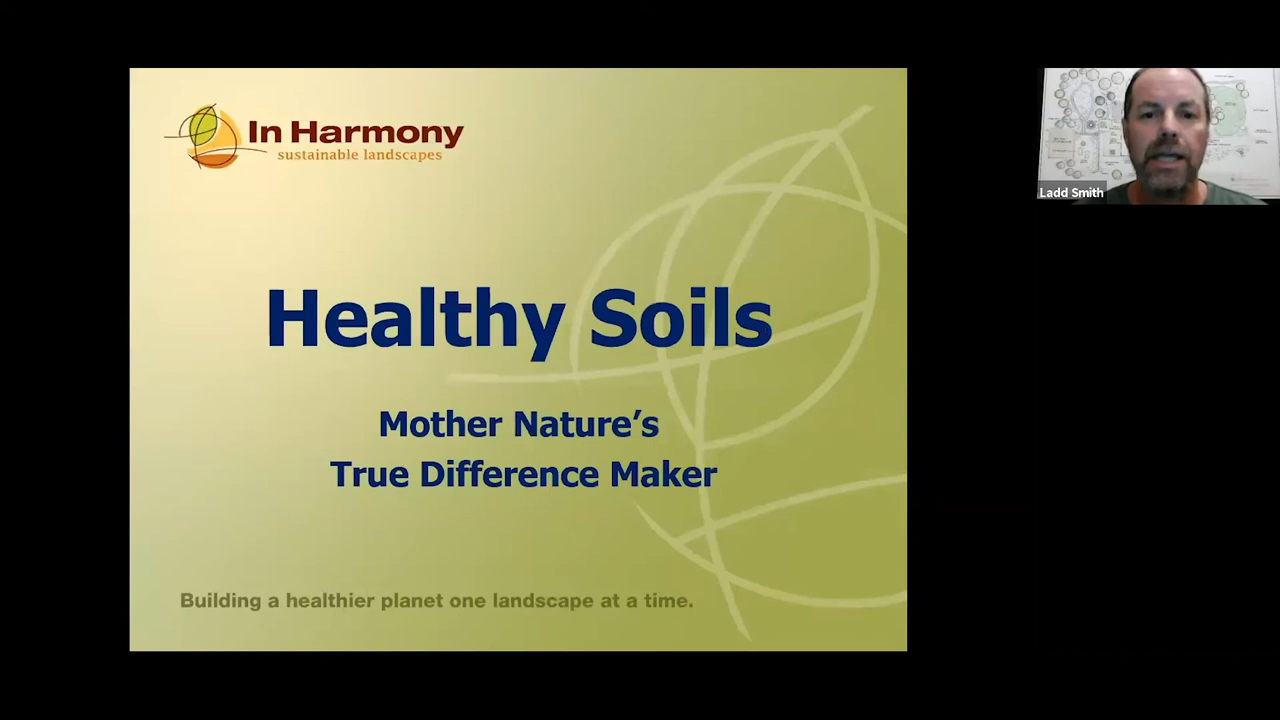 In Harmony
sustainable landscapes
Ladd Smith
Healthy Soils
Mother Nature’s
True Difference Maker
Building a healthier planet one landscape at a time.